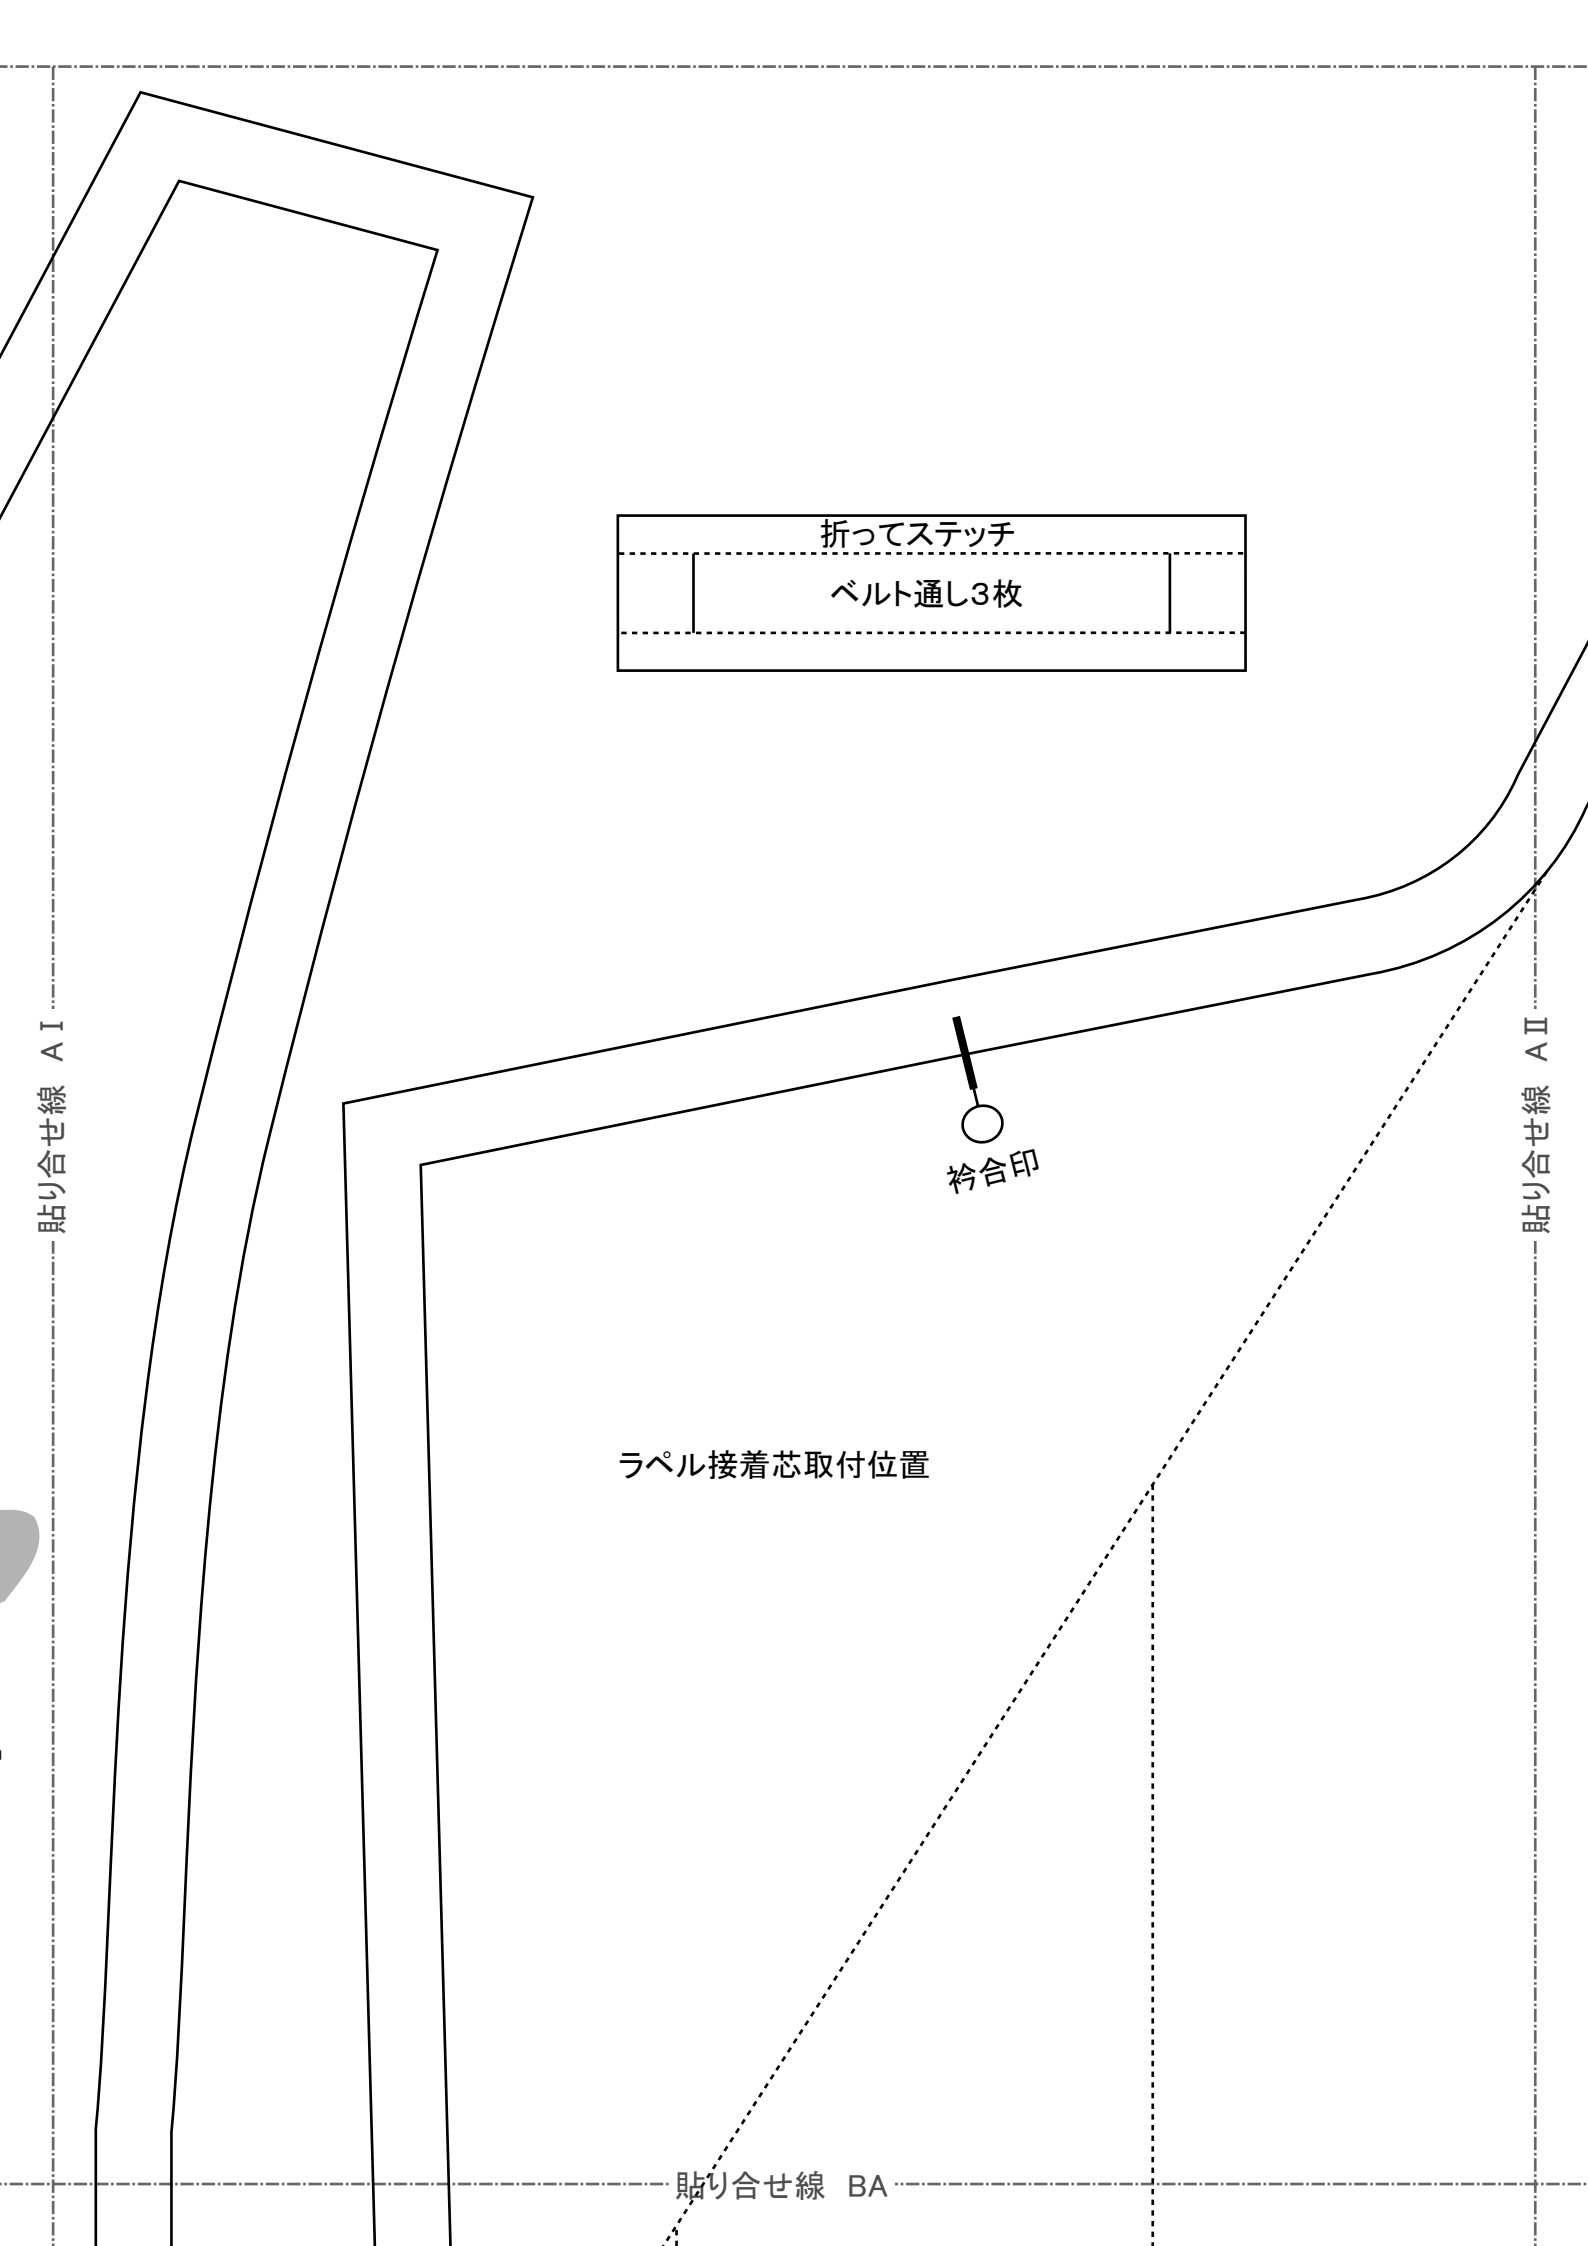 折ってステッチ
ベルト通し3枚
貼り合せ線 AⅠ
貼り合せ線 AⅡ
衿合印
ラペル接着芯取付位置
貼り合せ線 BA